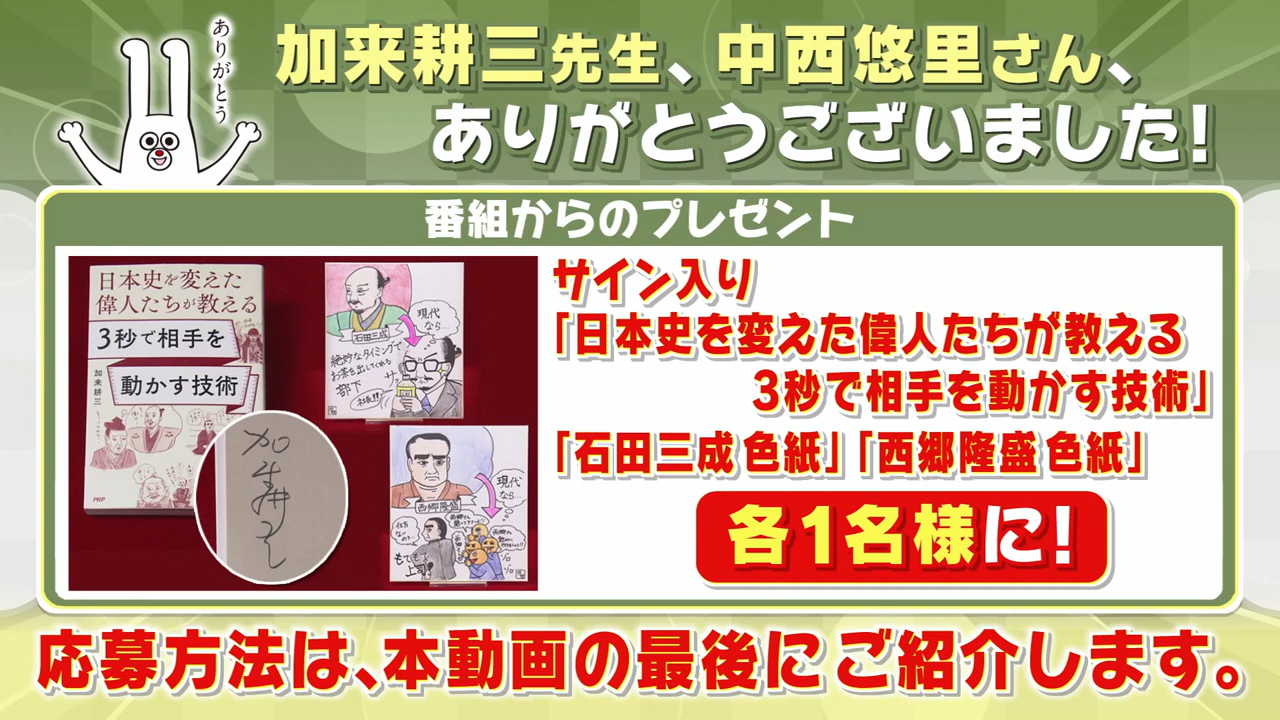 ありがとう
加来耕三先生、中西悠里さん、
ありがとうございました!
番組からのプレゼント
日本史を変えた
偉人たちが教える
3秒で相手を
動かす技術
加来耕三
PHP
現代
なら…
石田三成
絶妙なタイミングで
お茶を出してくれる
部下
サッ
現代
なら…
西郷隆盛
もてもて
上司!
サイン入り
「日本史を変えた偉人たちが教える
3秒で相手を動かす技術」
「石田三成 色紙」「西郷隆盛 色紙」
各1名様に!
応募方法は、本動画の最後にご紹介します。